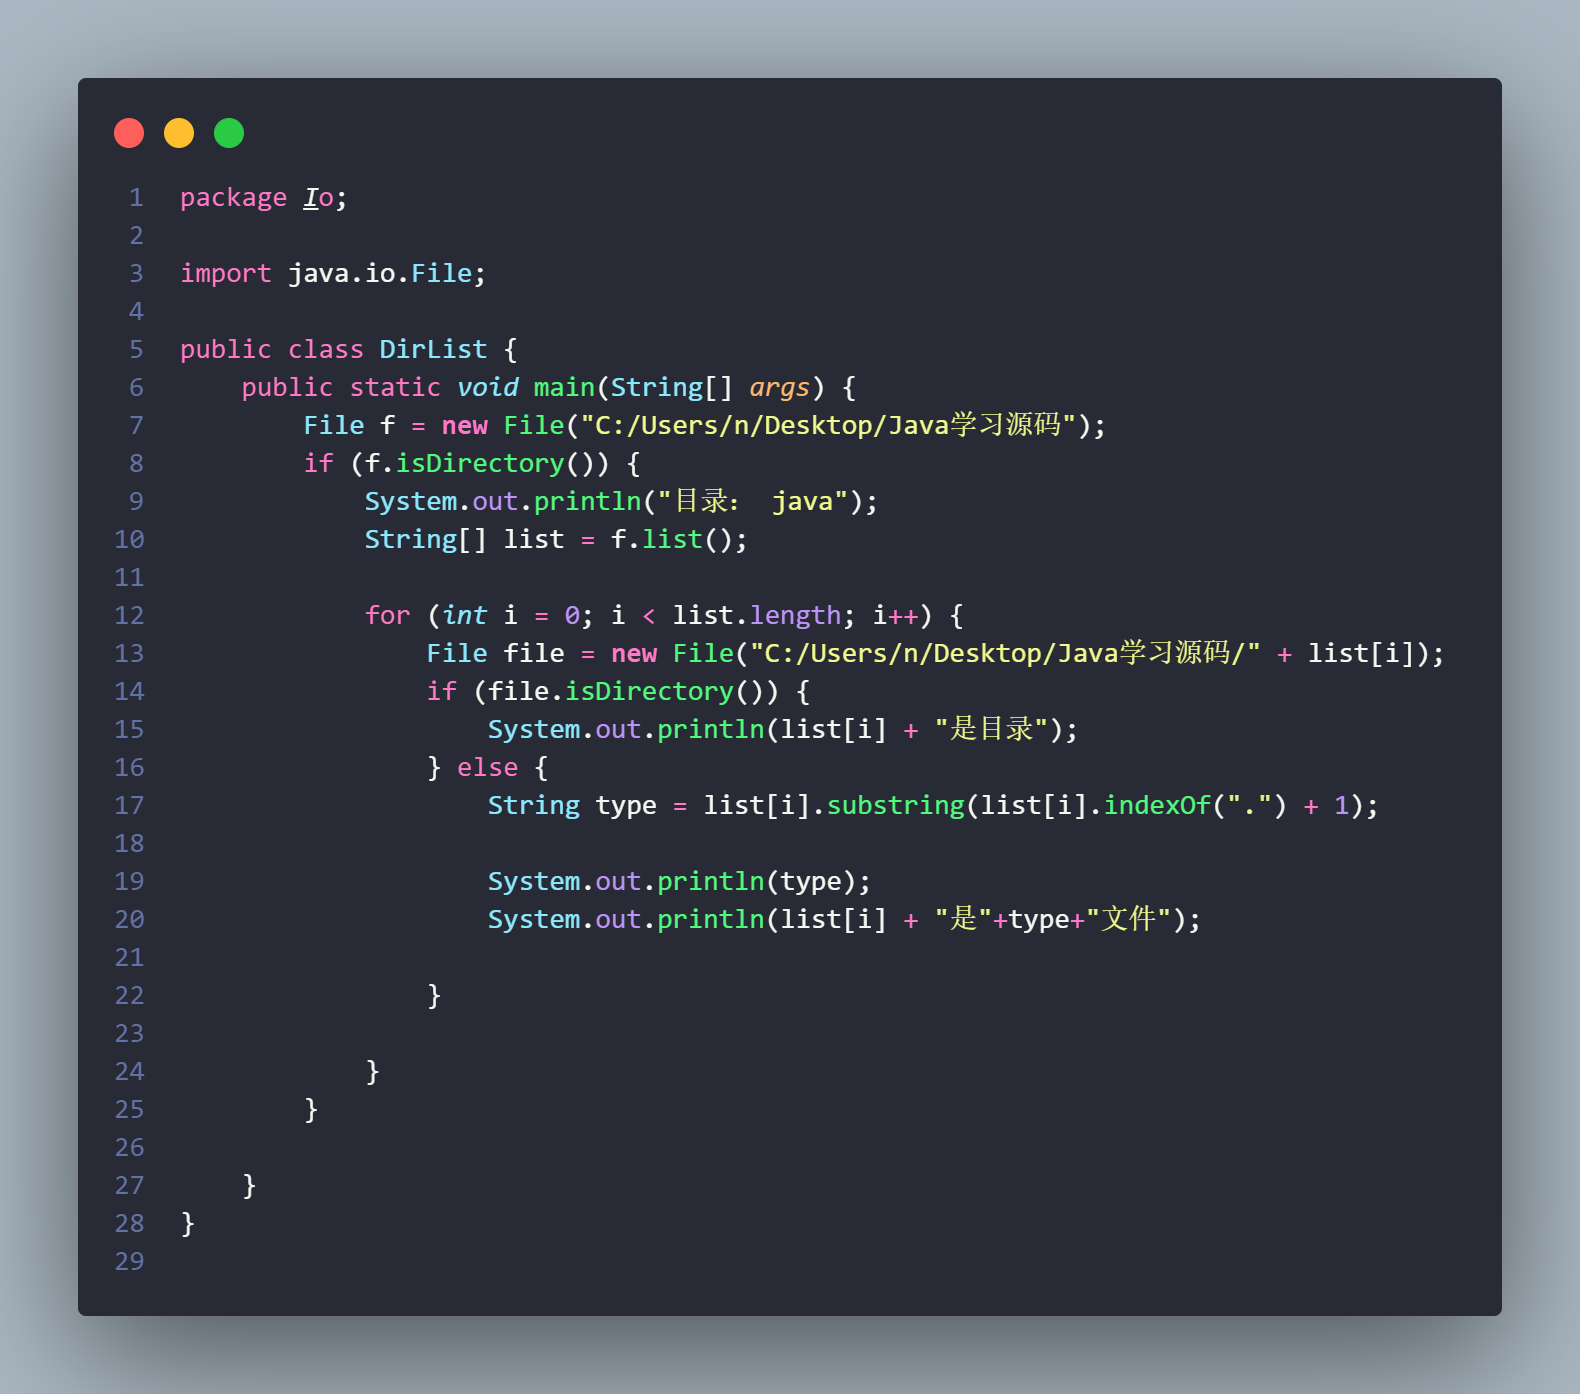 1 package Io;
2
3 import java.io.File;
4
5 public class DirList {
6     public static void main(String[] args) {
7         File f = new File("C:/Users/n/Desktop/Java学习源码");
8         if (f.isDirectory()) {
9             System.out.println("目录： java");
10             String[] list = f.list();
11
12             for (int i = 0; i < list.length; i++) {
13                 File file = new File("C:/Users/n/Desktop/Java学习源码/" + list[i]);
14                 if (file.isDirectory()) {
15                     System.out.println(list[i] + "是目录");
16                 } else {
17                     String type = list[i].substring(list[i].indexOf(".") + 1);
18
19                     System.out.println(type);
20                     System.out.println(list[i] + "是"+type+"文件");
21
22                 }
23
24             }
25         }
26
27     }
28 }
29